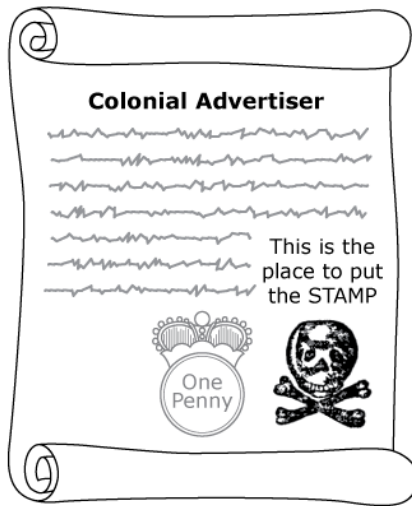 Colonial Advertiser
This is the
place to put
the STAMP
One
Penny